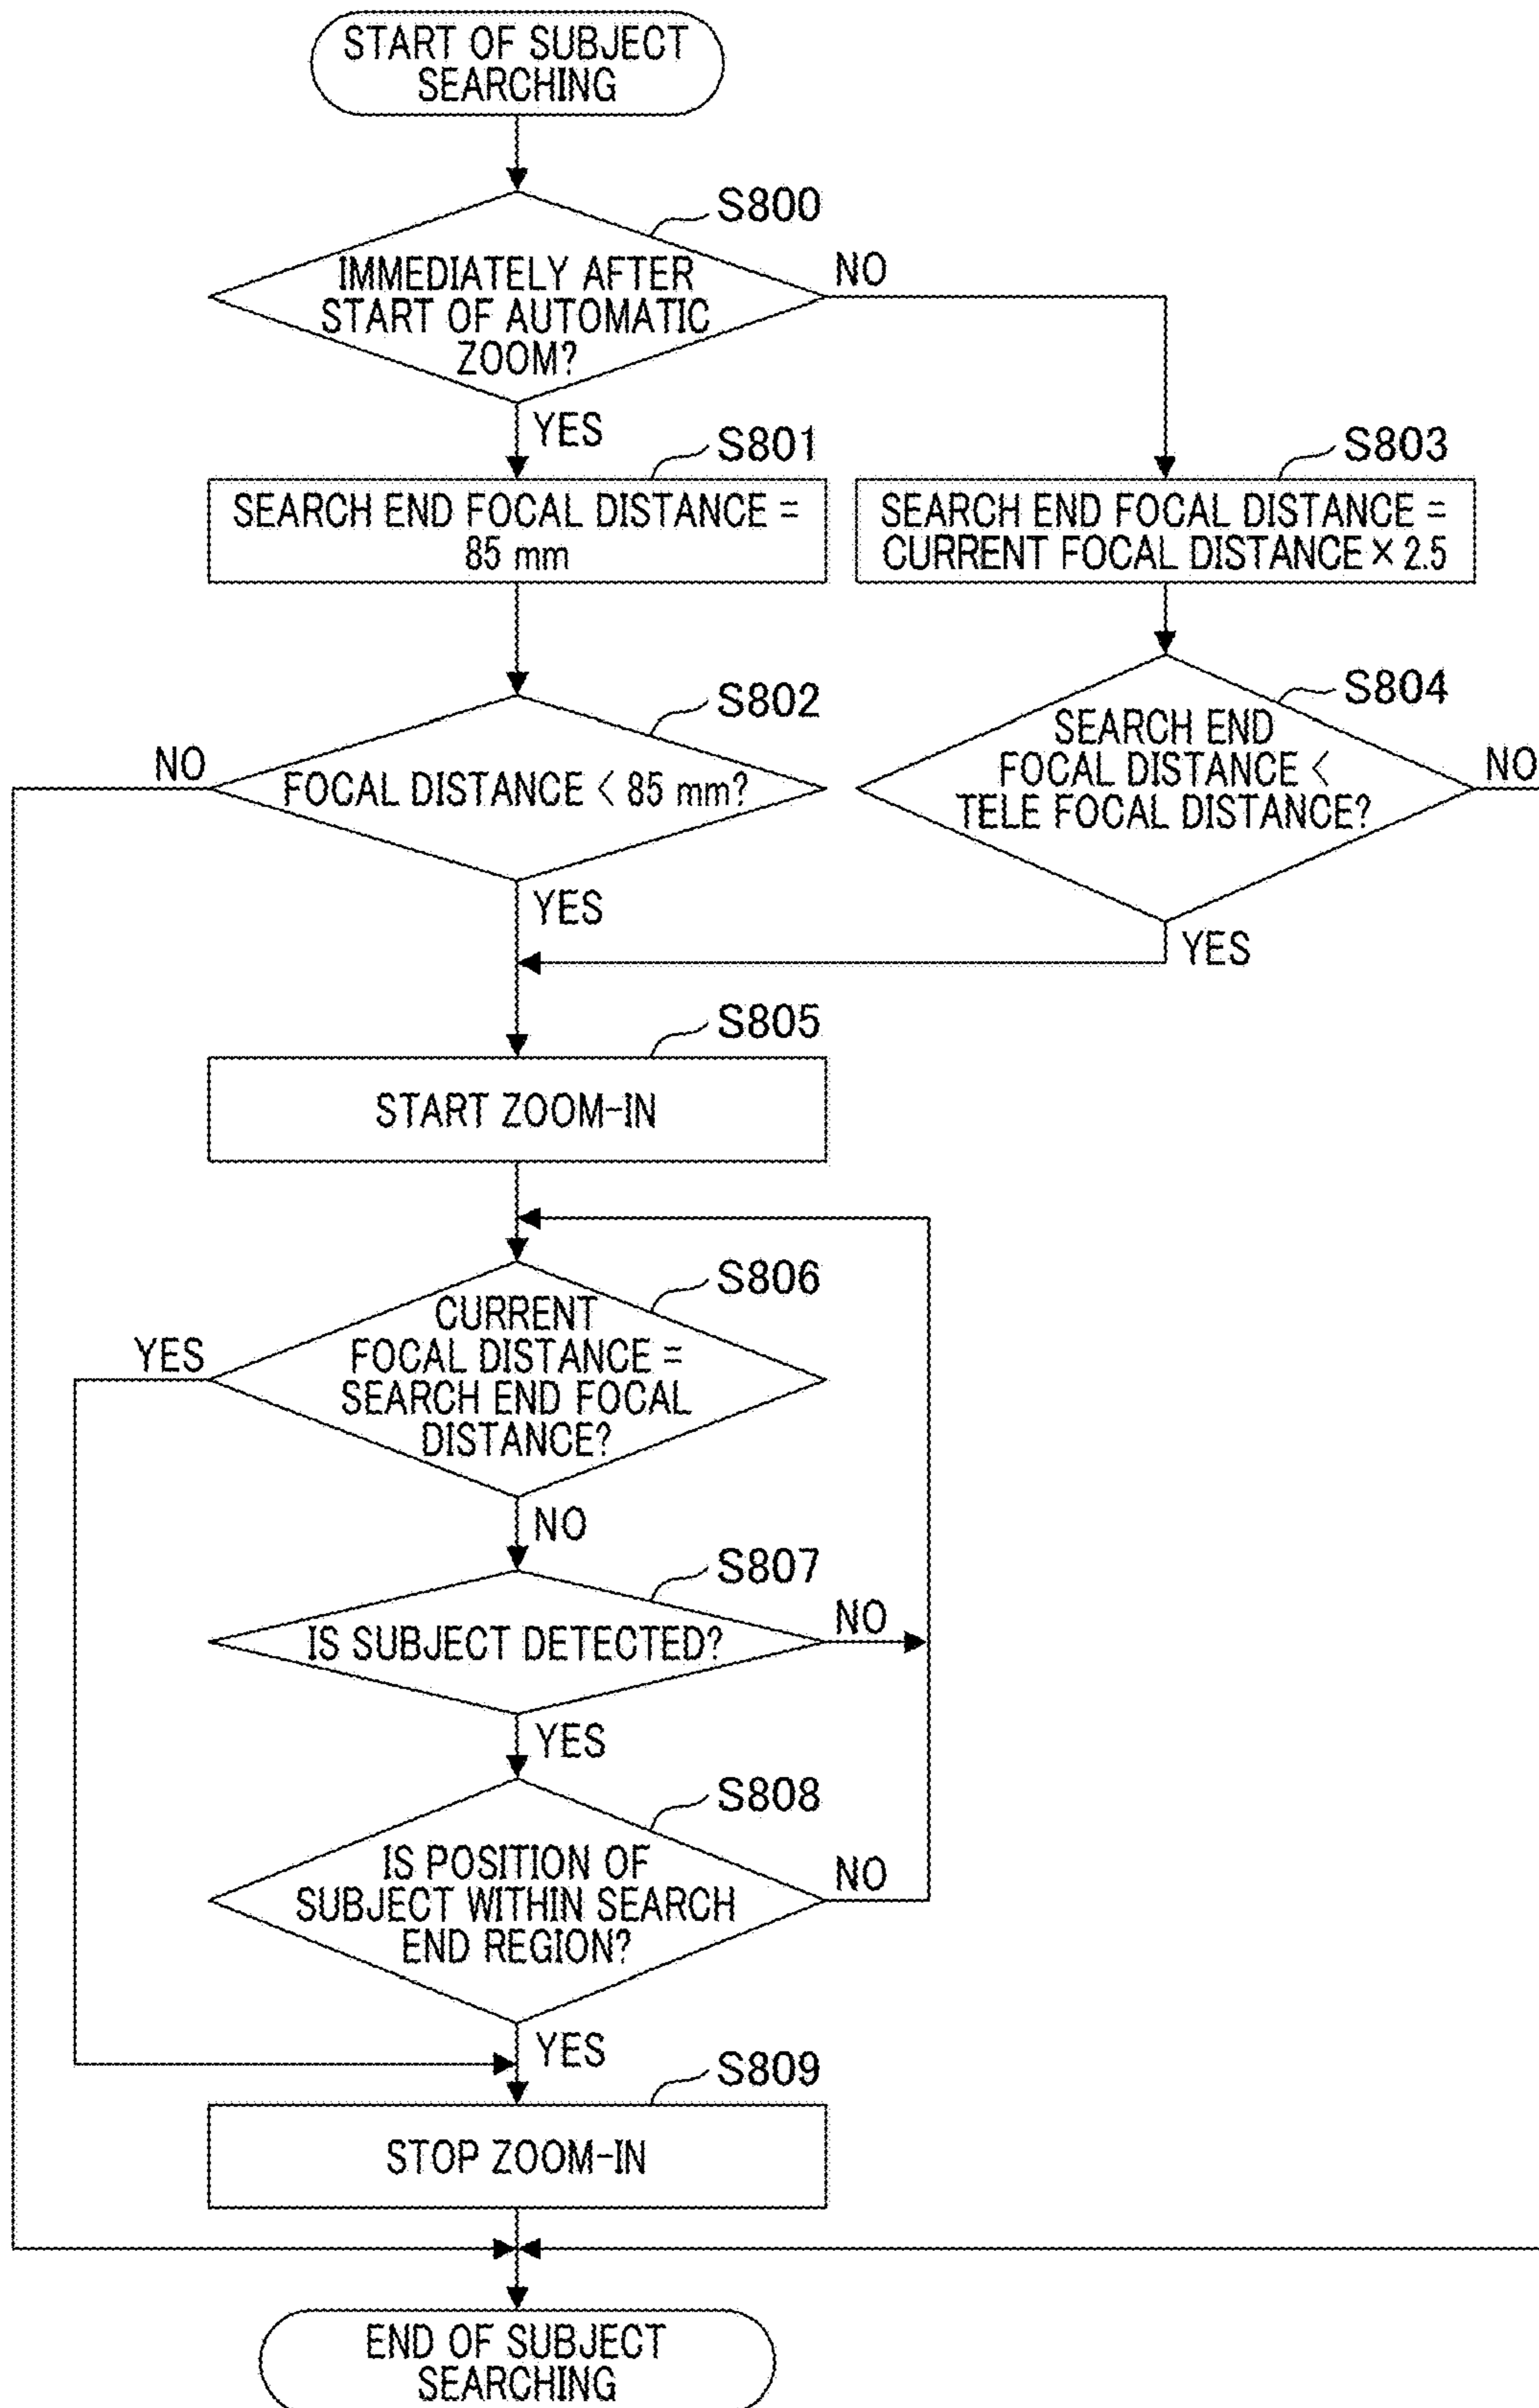 START OF SUBJECT
SEARCHING
S800
IMMEDIATELY AFTER
START OF AUTOMATIC
ZOOM?
NO
YES
S801
SEARCH END FOCAL DISTANCE =
85 mm
S803
SEARCH END FOCAL DISTANCE =
CURRENT FOCAL DISTANCE × 2.5
S802
FOCAL DISTANCE < 85 mm?
NO
YES
S804
SEARCH END
FOCAL DISTANCE <
TELE FOCAL DISTANCE?
NO
YES
S805
START ZOOM-IN
S806
CURRENT
FOCAL DISTANCE =
SEARCH END FOCAL
DISTANCE?
YES
NO
S807
IS SUBJECT DETECTED?
NO
YES
S808
IS POSITION OF
SUBJECT WITHIN SEARCH
END REGION?
NO
YES
S809
STOP ZOOM-IN
END OF SUBJECT
SEARCHING